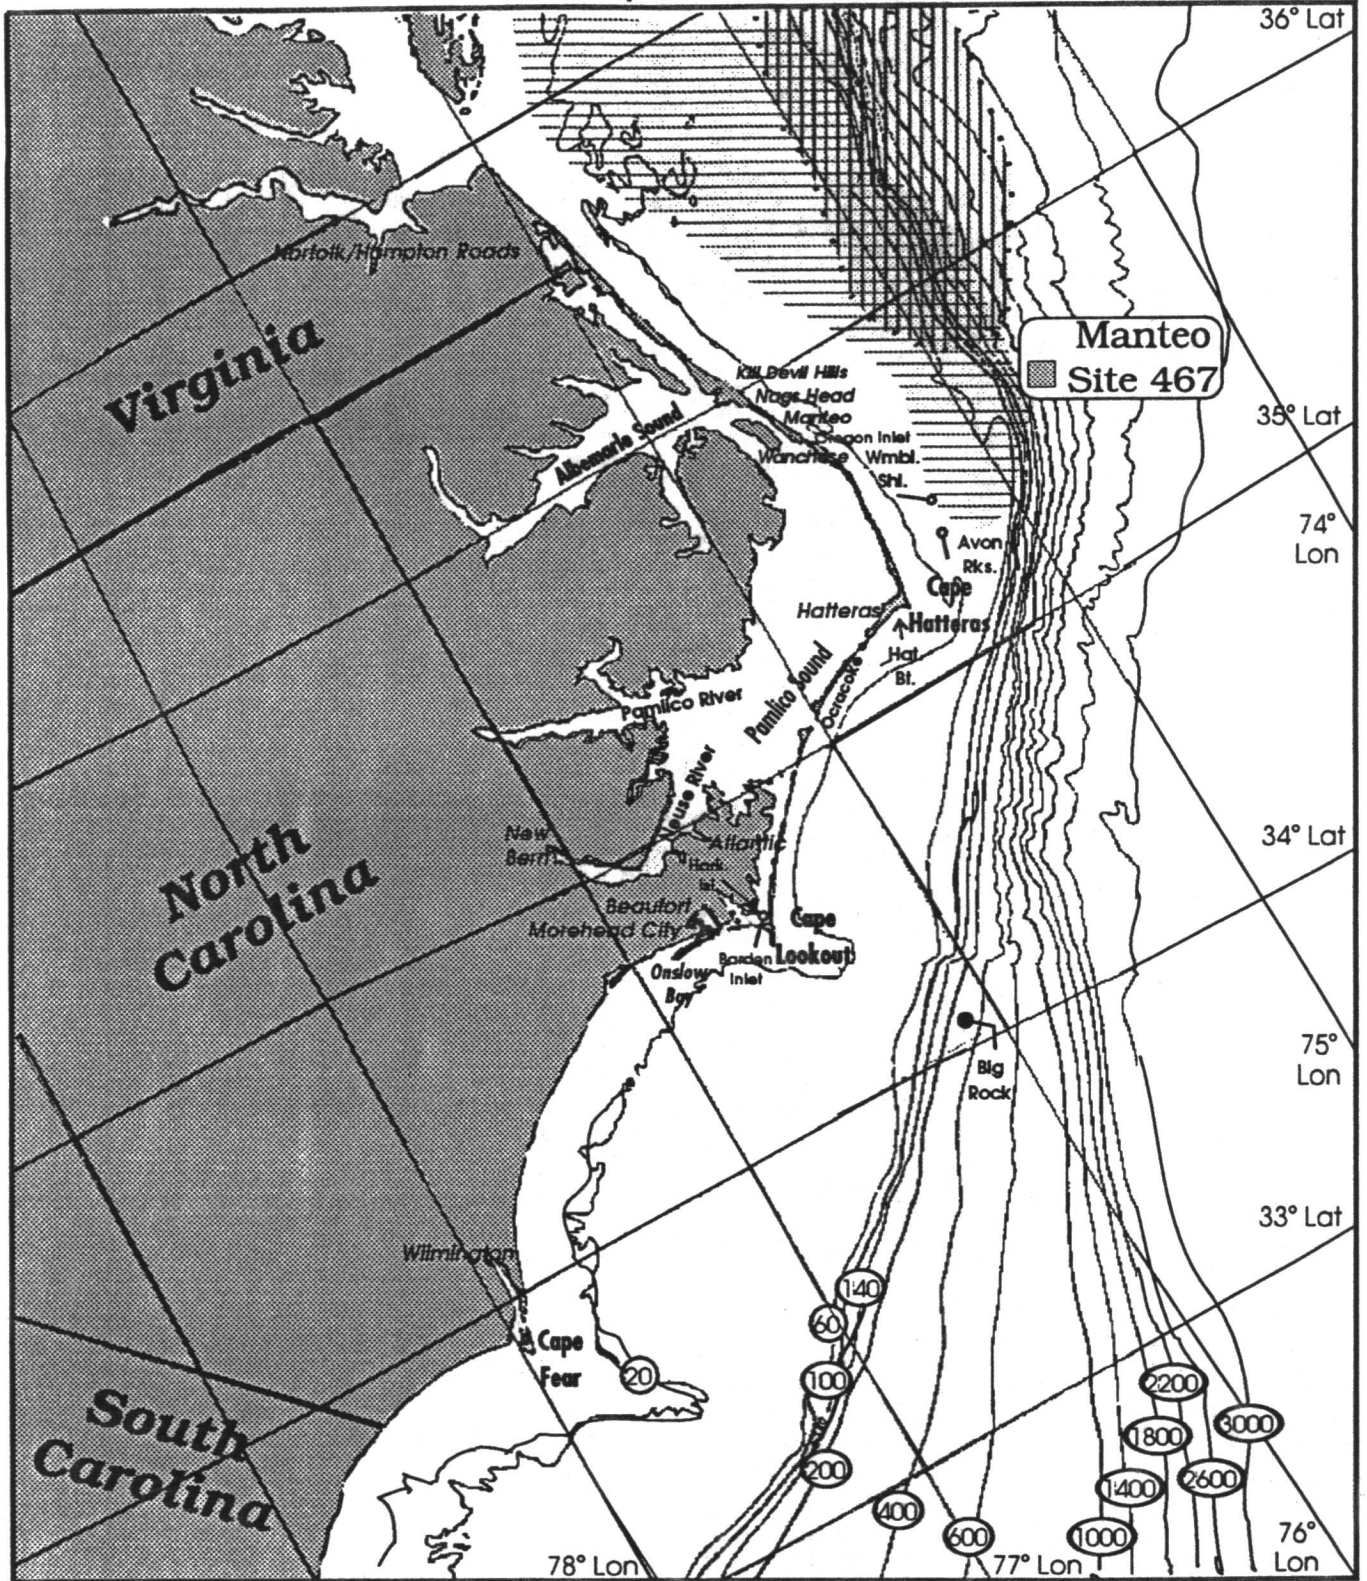 36° Lat
Norfolk/Hampton Roads
Virginia
Manteo
Site 467
Kill Devil Hills
Nags Head
Manteo
Oregon Inlet
Wanchese
Wmbl.
Shl.
Albemarle Sound
35° Lat
74°
Lon
Avon
Rks.
Cape
Hatteras
Hatteras
Hat.
Bt.
Ocracoke
Pamlico Sound
Pamlico River
Neuse River
New
Bern
Atlantic
Hark.
Isl.
34° Lat
North
Carolina
Beaufort
Morehead City
Cape
Lookout
Barden
Inlet
Onslow
Bay
Big
Rock
75°
Lon
33° Lat
Wilmington
Cape
Fear
20
140
60
100
200
400
600
1000
1400
1800
2200
2600
3000
South
Carolina
78° Lon
77° Lon
76°
Lon